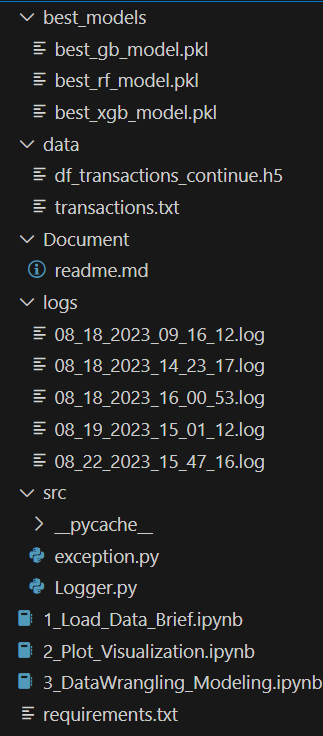 best_models
best_gb_model.pkl
best_rf_model.pkl
best_xgb_model.pkl
data
df_transactions_continue.h5
transactions.txt
Document
readme.md
logs
08_18_2023_09_16_12.log
08_18_2023_14_23_17.log
08_18_2023_16_00_53.log
08_19_2023_15_01_12.log
08_22_2023_15_47_16.log
src
__pycache__
exception.py
Logger.py
1_Load_Data_Brief.ipynb
2_Plot_Visualization.ipynb
3_DataWrangling_Modeling.ipynb
requirements.txt